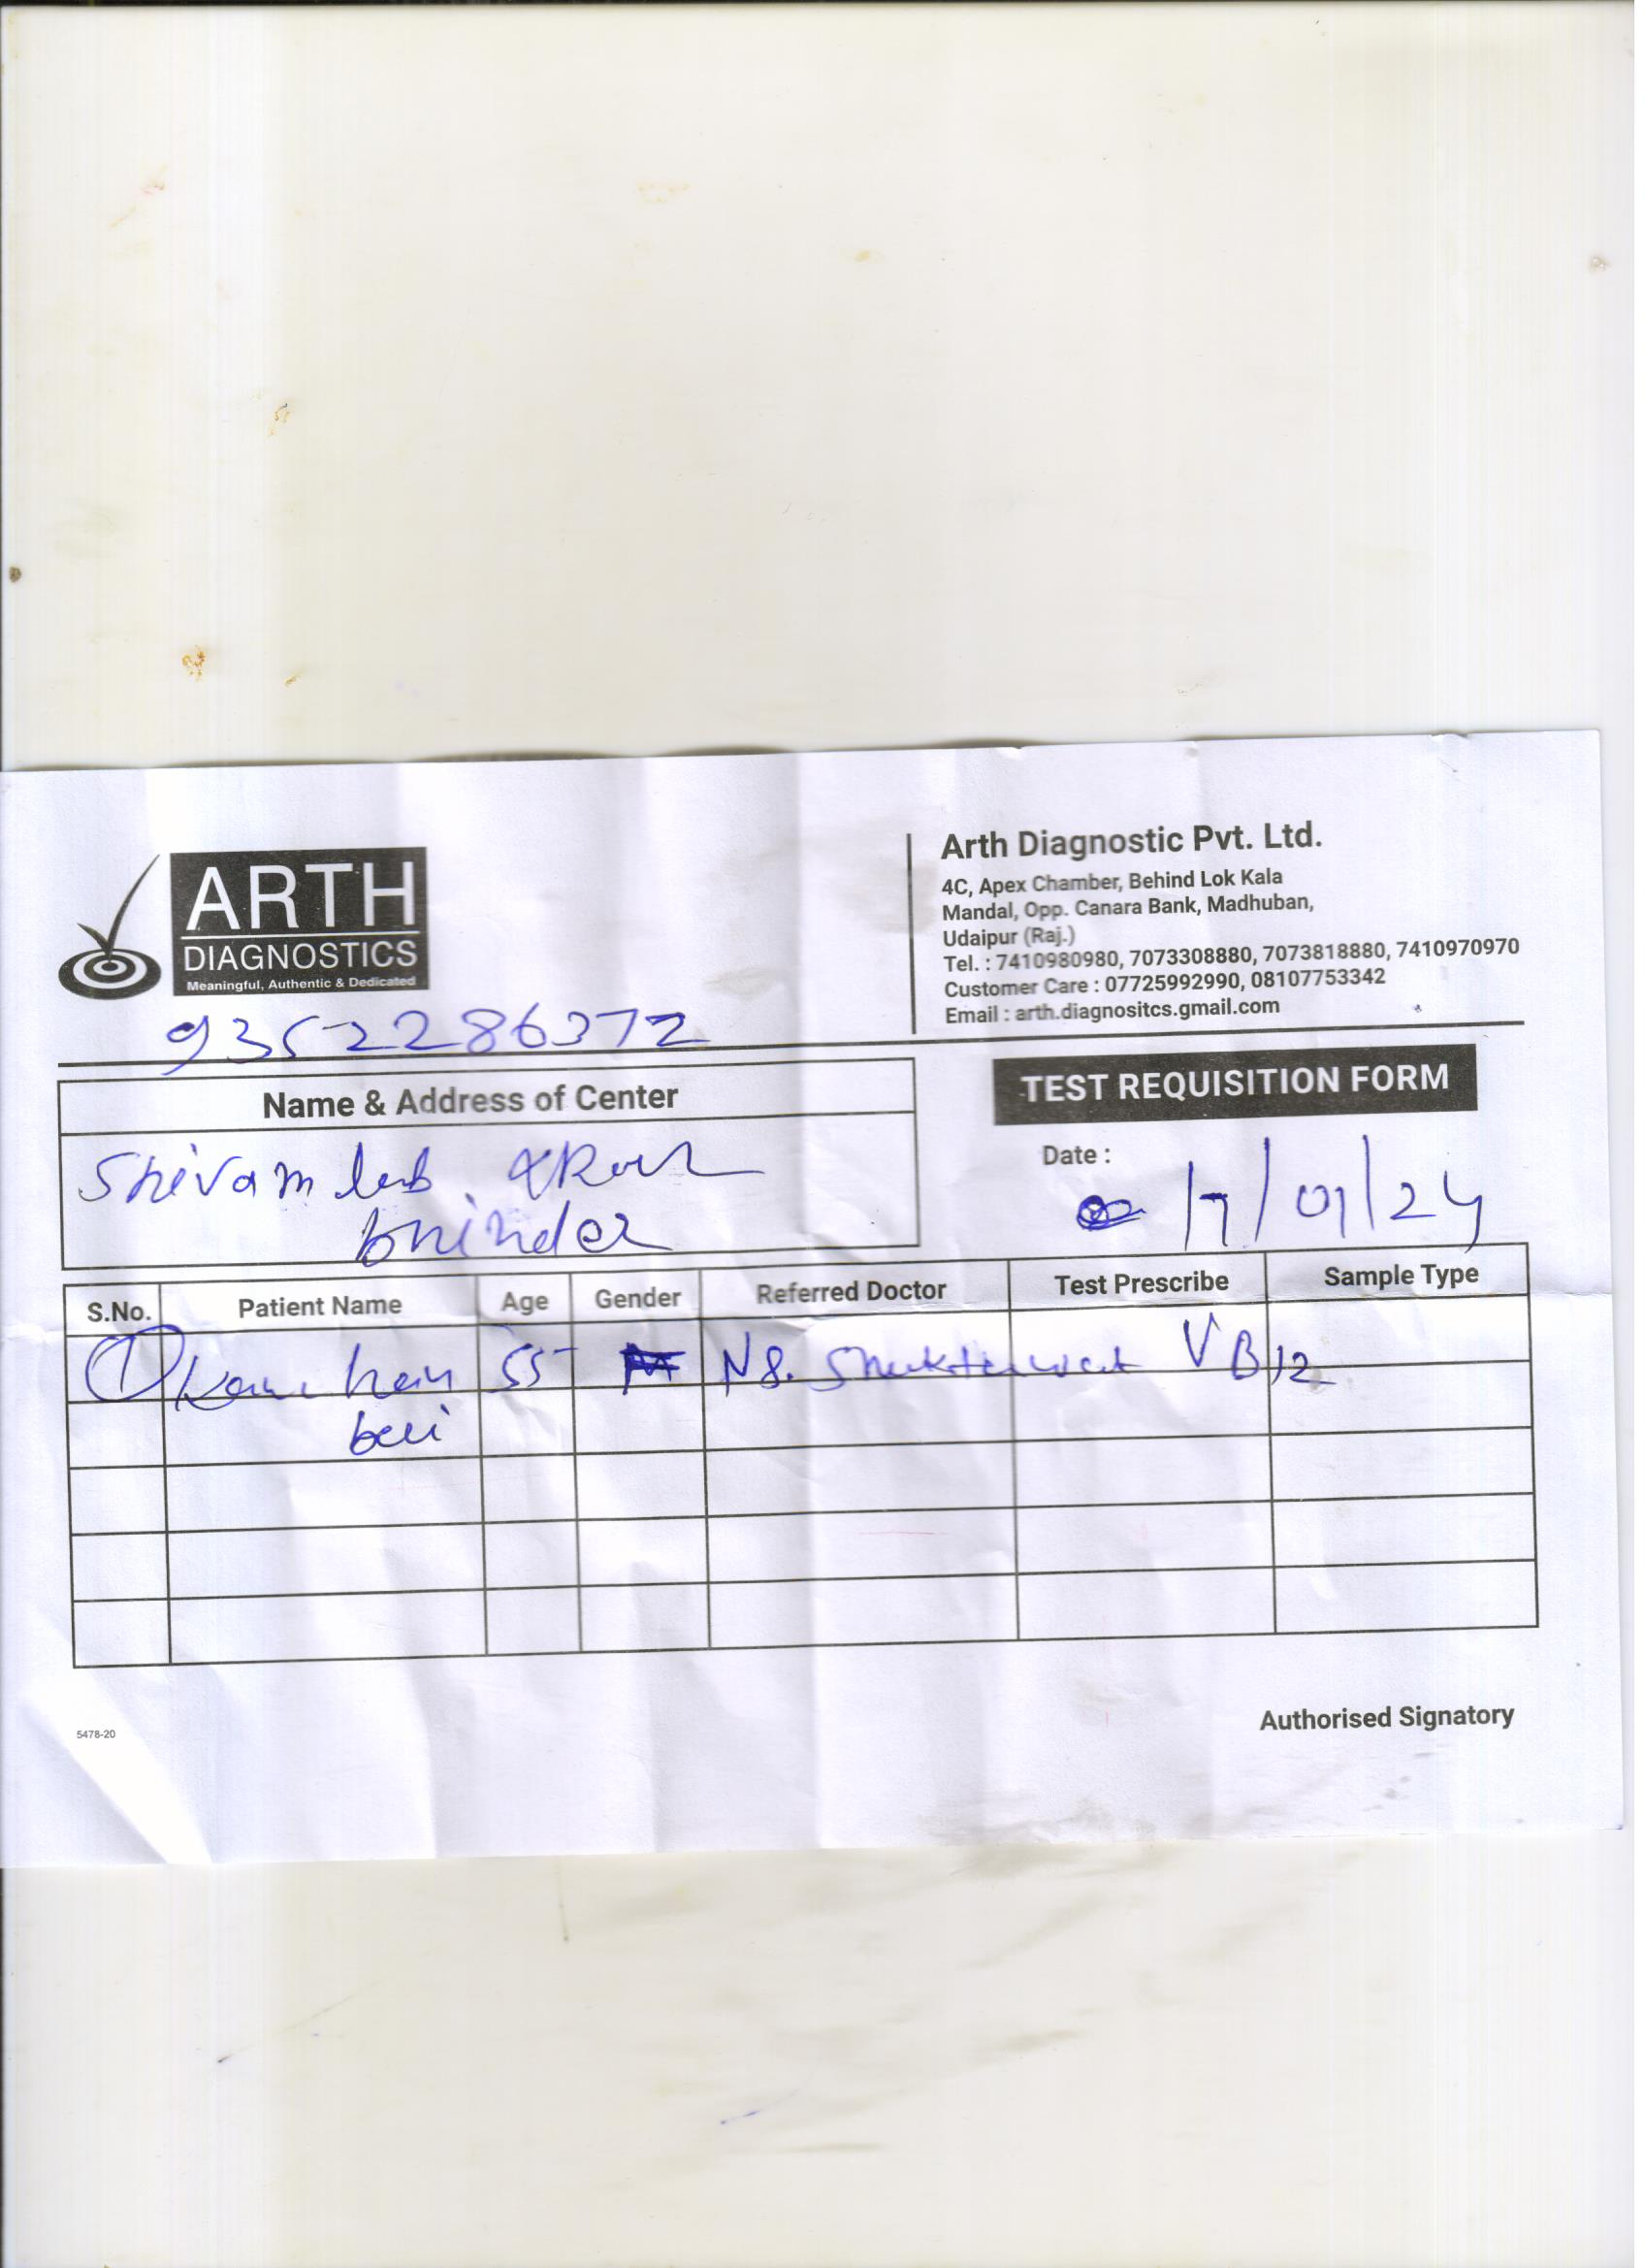 ARTH
DIAGNOSTICS
Meaningful, Authentic & Dedicated
Arth Diagnostic Pvt. Ltd.
4C, Apex Chamber, Behind Lok Kala
Mandal, Opp. Canara Bank, Madhuban,
Udaipur (Raj.)
Tel. : 7410980980, 7073308880, 7073818880, 7410970970
Customer Care : 07725992990, 08107753342
Email : arth.diagnositcs.gmail.com
9352286372
Name & Address of Center
Shivam lab
bhinder
TEST REQUISITION FORM
Date :
17/01/24
S.No. Patient Name Age Gender Referred Doctor Test Prescribe Sample Type
1 55 NS. VB12
Authorised Signatory
5478-20